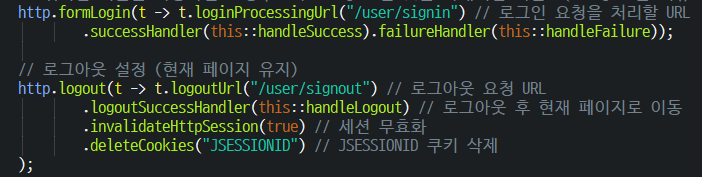 http.formLogin(t -> t.loginProcessingUrl("/user/signin") // 로그인 요청을 처리할 URL
.successHandler(this::handleSuccess).failureHandler(this::handleFailure));
// 로그아웃 설정 (현재 페이지 유지)
http.logout(t -> t.logoutUrl("/user/signout") // 로그아웃 요청 URL
.logoutSuccessHandler(this::handleLogout) // 로그아웃 후 현재 페이지로 이동
.invalidateHttpSession(true) // 세션 무효화
.deleteCookies("JSESSIONID") // JSESSIONID 쿠키 삭제
);